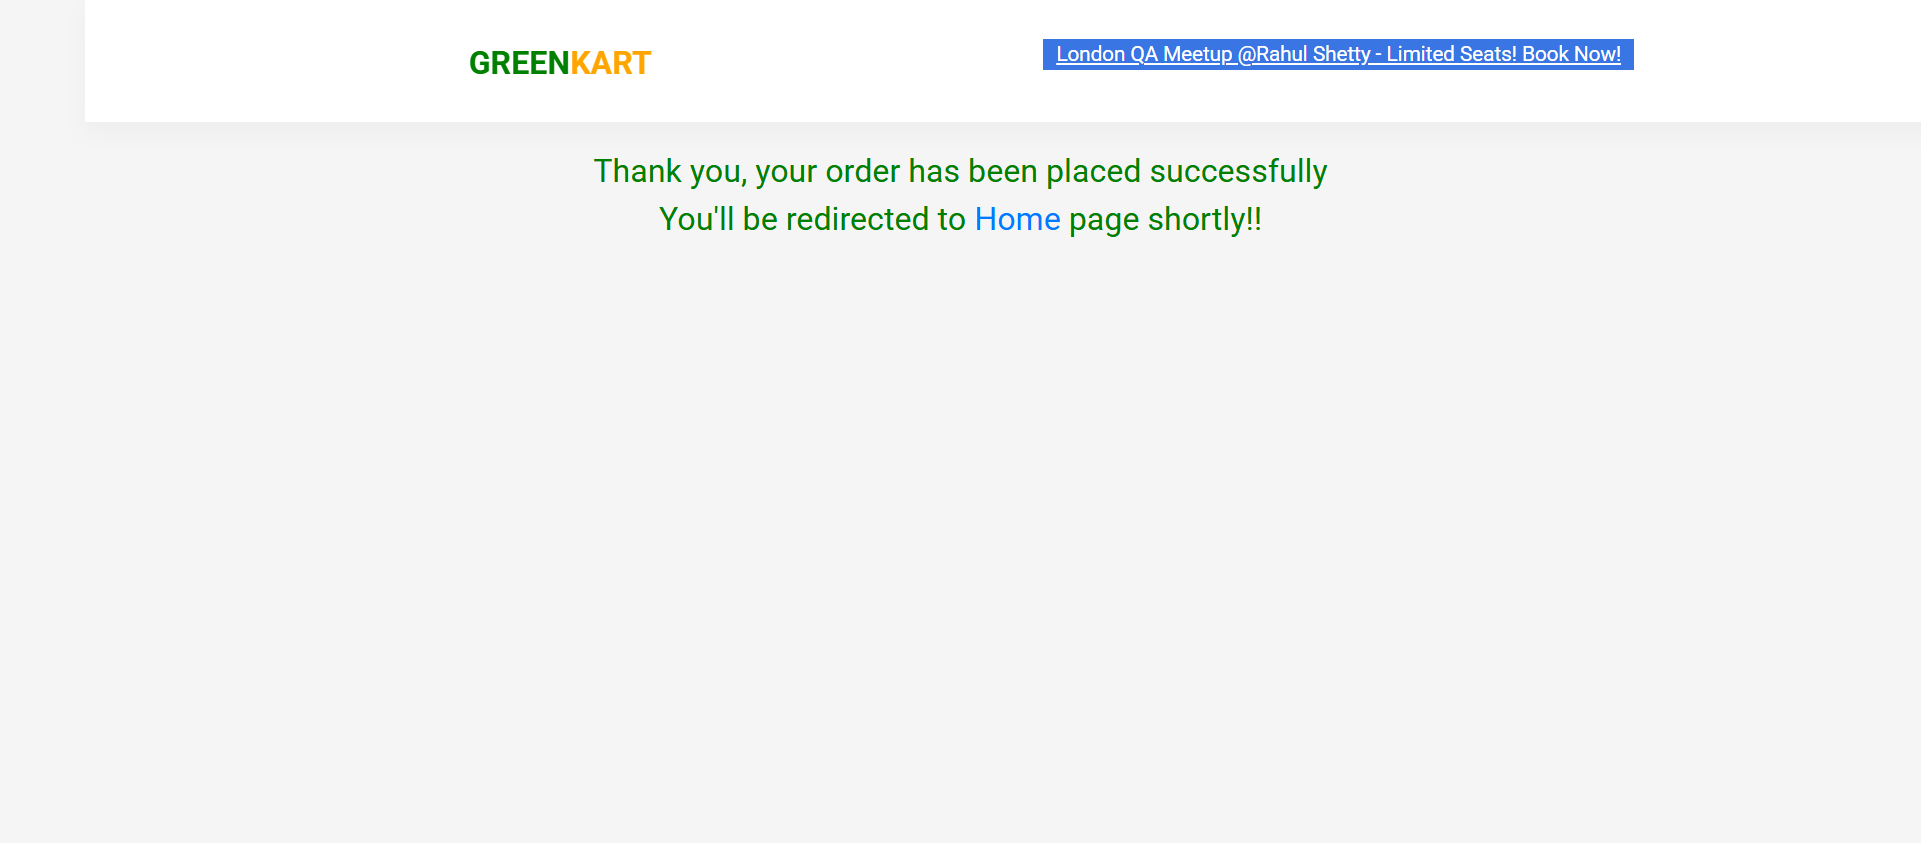 GREENKART
London QA Meetup @Rahul Shetty - Limited Seats! Book Now!
Thank you, your order has been placed successfully
You'll be redirected to Home page shortly!!